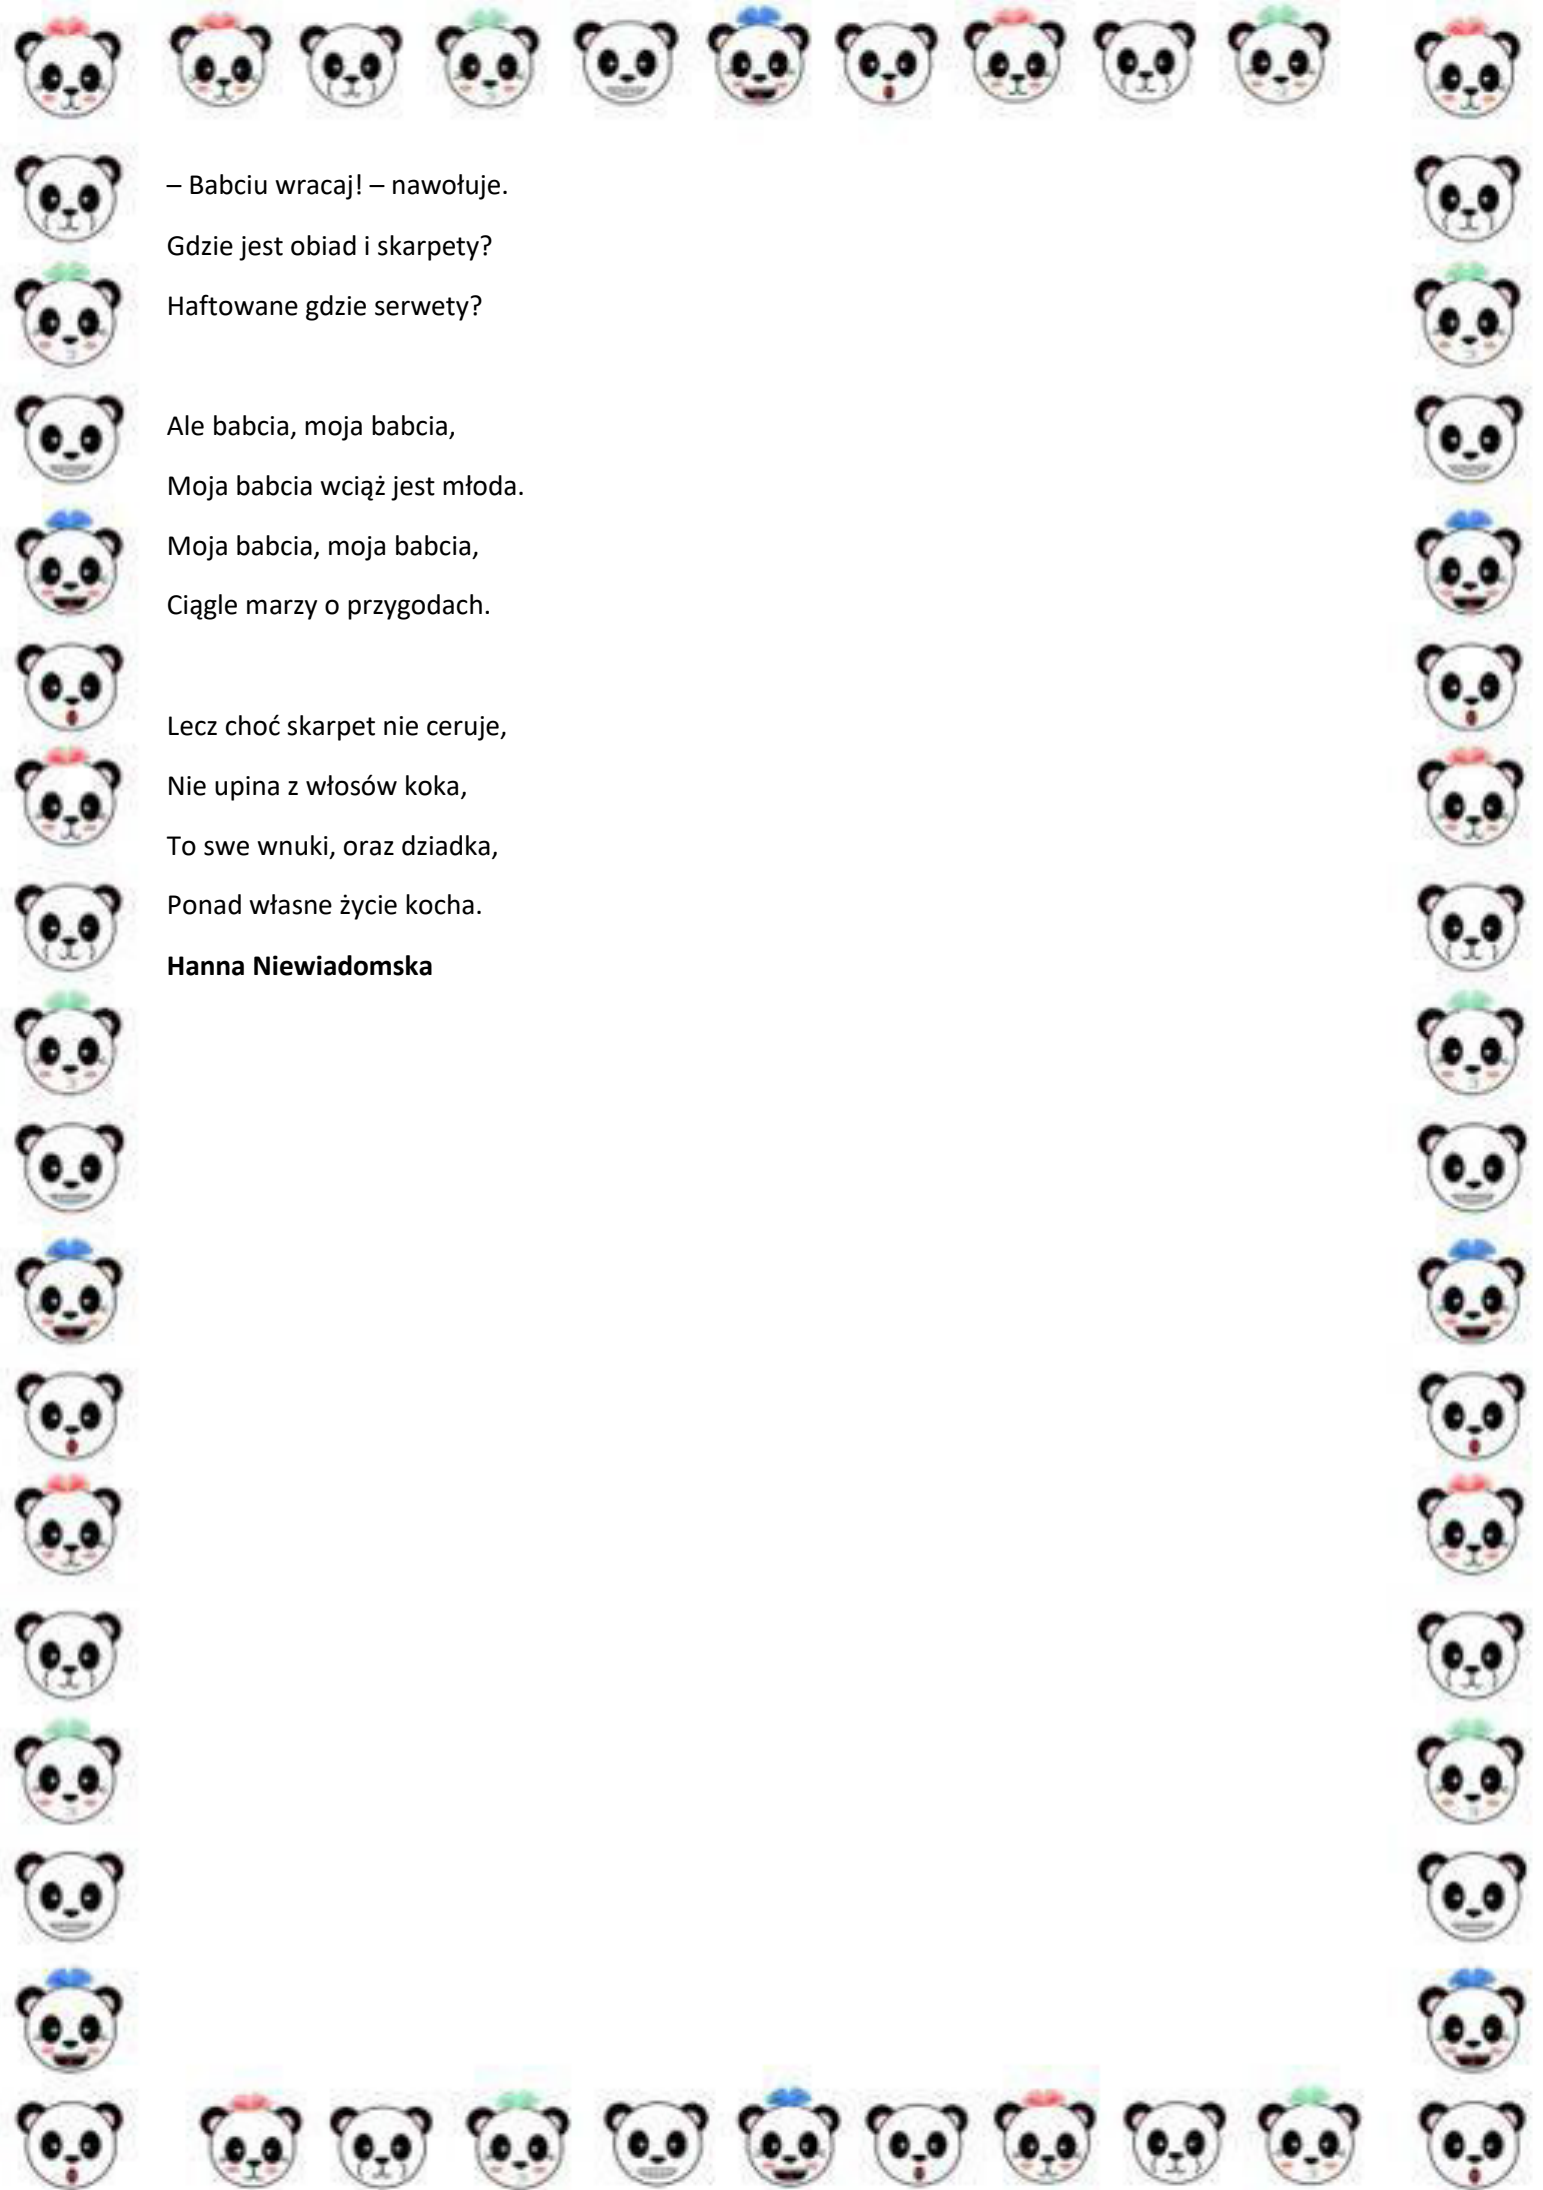 – Babciu wracaj! – nawołuje.
Gdzie jest obiad i skarpety?
Haftowane gdzie serwety?
Ale babcia, moja babcia,
Moja babcia wciąż jest młoda.
Moja babcia, moja babcia,
Ciągle marzy o przygodach.
Lecz choć skarpet nie ceruje,
Nie upina z włosów koka,
To swe wnuki, oraz dziadka,
Ponad własne życie kocha.
Hanna Niewiadomska